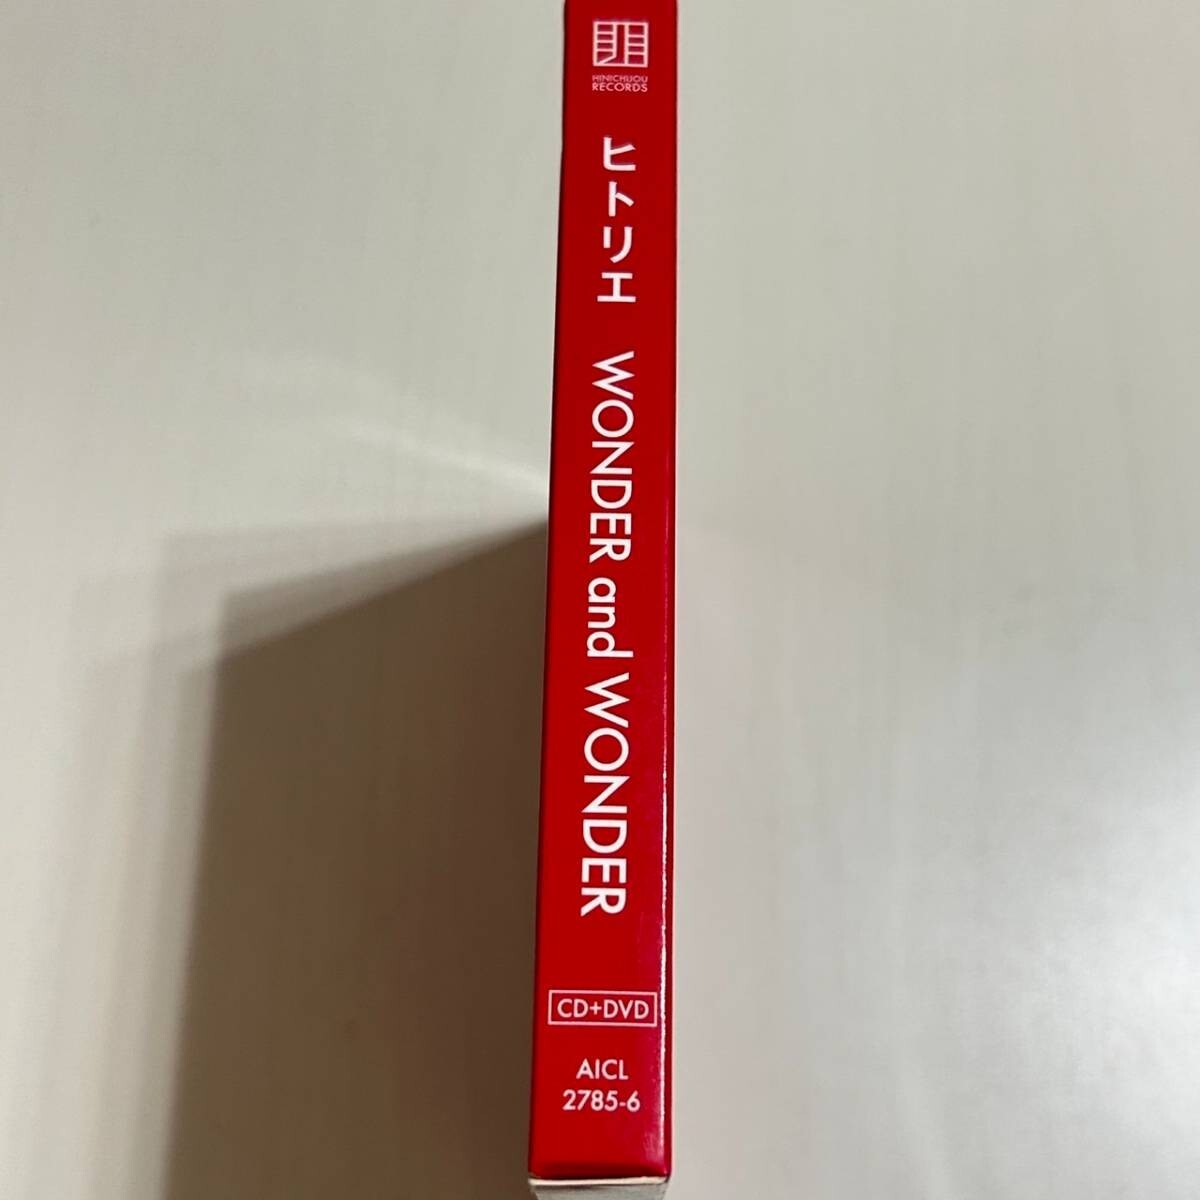 HINICHIJOU
RECORDS
ヒトリエ
WONDER and WONDER
CD+DVD
AICL
2785-6